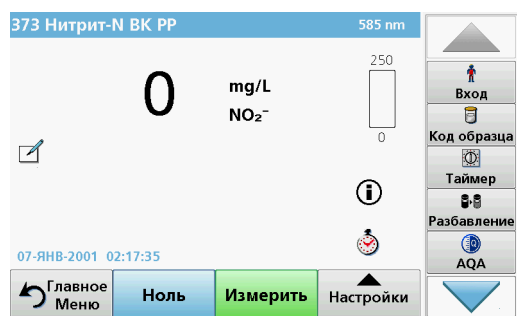 373 Нитрит-N ВК PP 585 nm
250
0 mg/L
NO₂⁻
0
07-ЯНВ-2001 02:17:35
Главное
Меню
Ноль
Измерить
Настройки
Вход
Код образца
Таймер
Разбавление
AQA